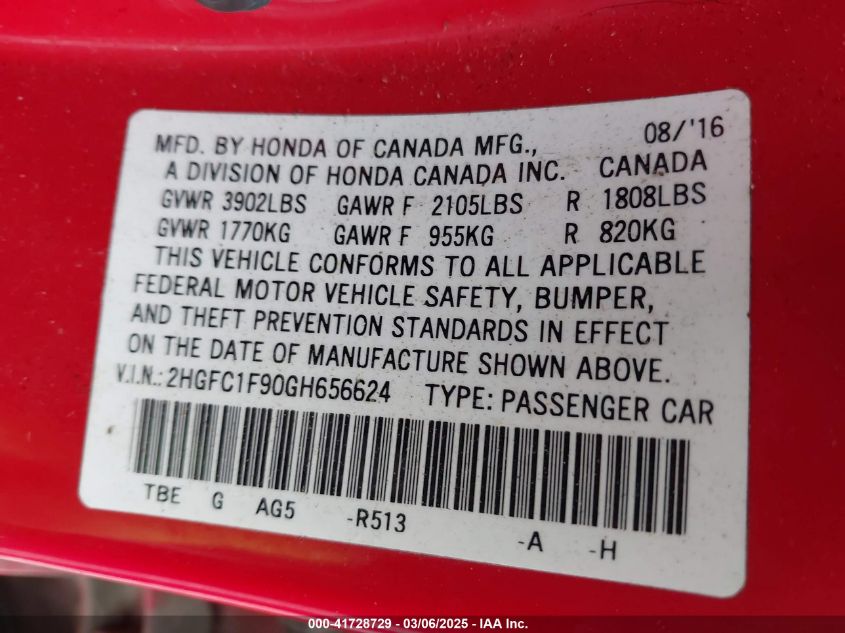 MFD. BY HONDA OF CANADA MFG., 08/'16
A DIVISION OF HONDA CANADA INC. CANADA
GVWR 3902LBS GAWR F 2105LBS R 1808LBS
GVWR 1770KG GAWR F 955KG R 820KG
THIS VEHICLE CONFORMS TO ALL APPLICABLE
FEDERAL MOTOR VEHICLE SAFETY, BUMPER,
AND THEFT PREVENTION STANDARDS IN EFFECT
ON THE DATE OF MANUFACTURE SHOWN ABOVE.
V.I.N.: 2HGFC1F90GH656624 TYPE: PASSENGER CAR
TBE G AG5 -R513 -A -H
000-41728729 - 03/06/2025 - IAA Inc.